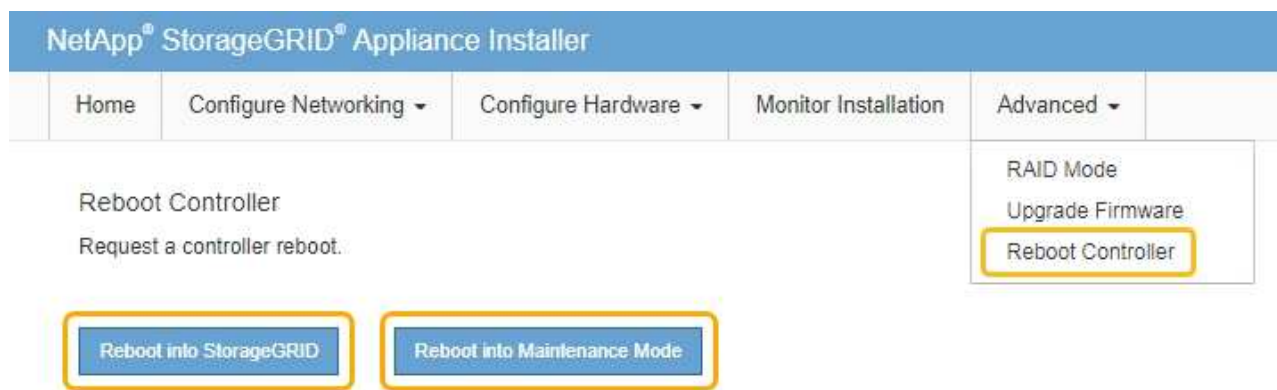 NetApp® StorageGRID® Appliance Installer
Home Configure Networking Configure Hardware Monitor Installation Advanced
RAID Mode
Upgrade Firmware
Reboot Controller
Reboot Controller
Request a controller reboot.
Reboot into StorageGRID Reboot into Maintenance Mode